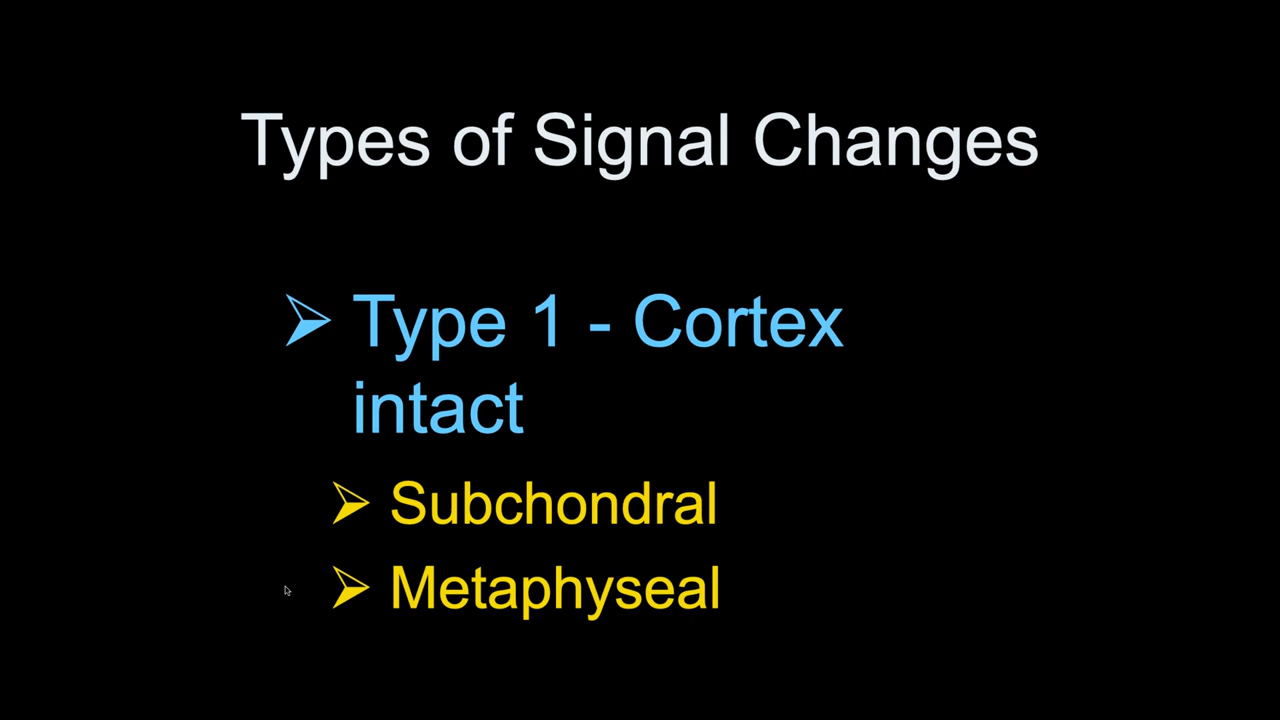 Types of Signal Changes
➢ Type 1 - Cortex
intact
➢ Subchondral
➢ Metaphyseal